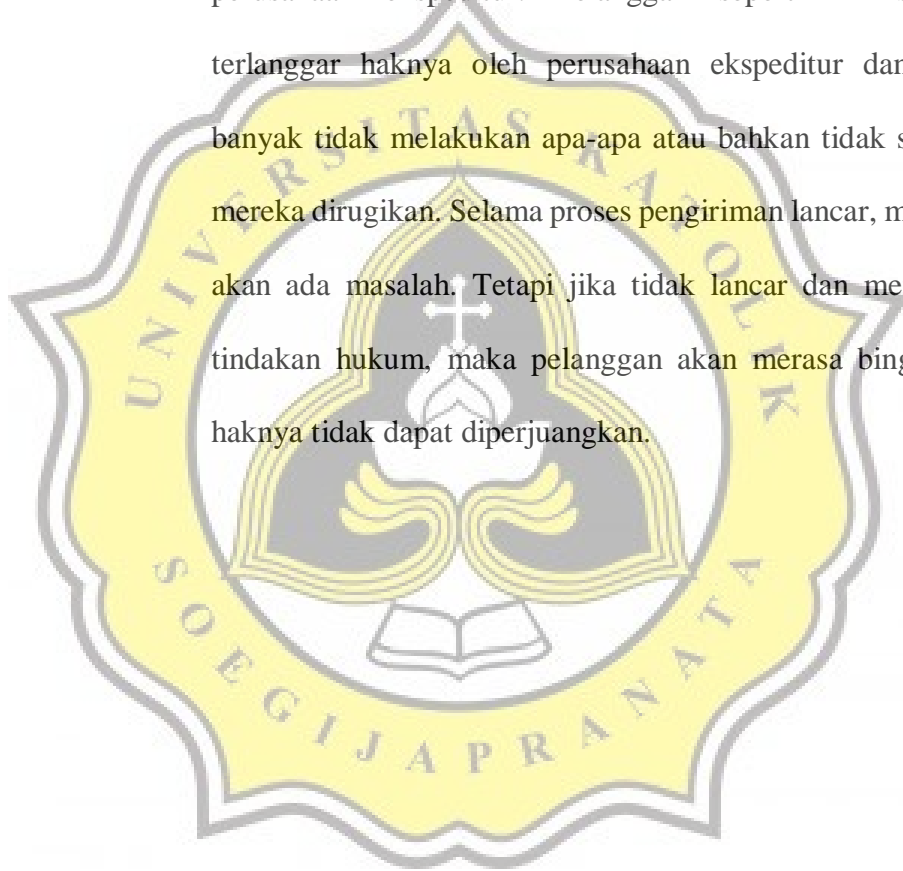 terlanggar haknya oleh perusahaan ekspeditur dan
banyak tidak melakukan apa-apa atau bahkan tidak
mereka dirugikan. Selama proses pengiriman lancar,
akan ada masalah. Tetapi jika tidak lancar dan
tindakan hukum, maka pelanggan akan merasa
haknya tidak dapat diperjuangkan.
UNIVERSITAS KATOLIK
SOEGIJAPRANATA